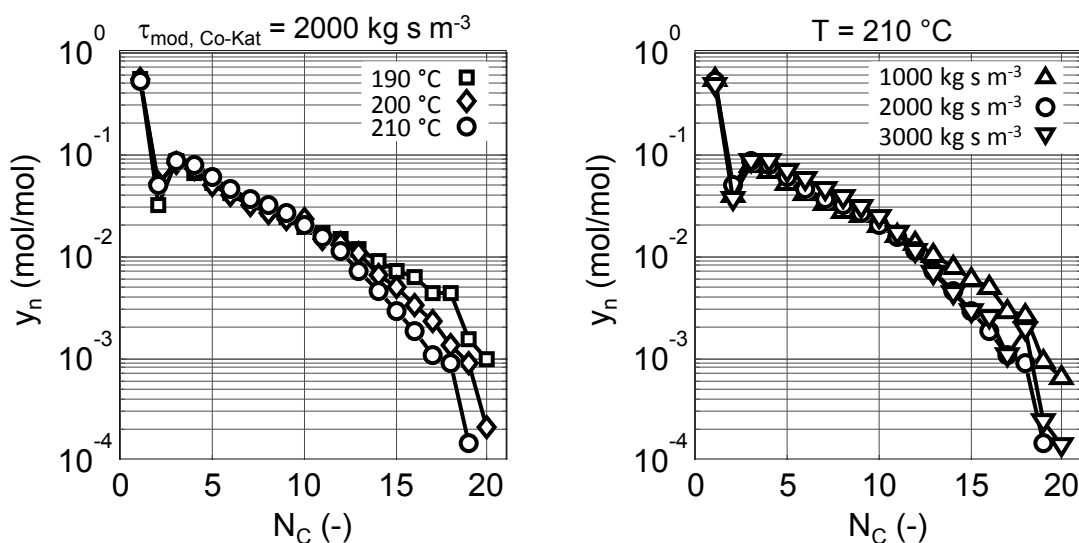 τmod, Co-Kat = 2000 kg s m-3
190 °C
200 °C
210 °C
yn (mol/mol)
10^0
10^-1
10^-2
10^-3
10^-4
0 5 10 15 20
NC (-)
T = 210 °C
1000 kg s m-3
2000 kg s m-3
3000 kg s m-3
yn (mol/mol)
10^0
10^-1
10^-2
10^-3
10^-4
0 5 10 15 20
NC (-)